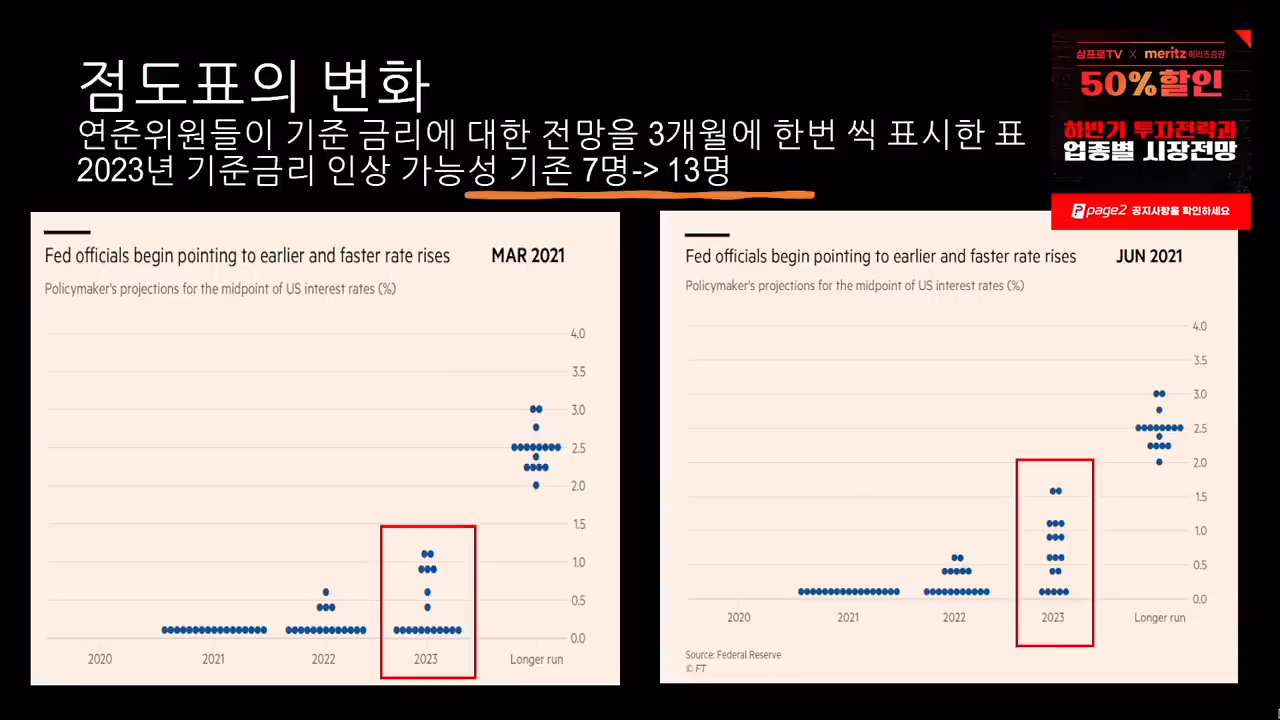 점도표의 변화
연준위원들이 기준 금리에 대한 전망을 3개월에 한번 씩 표시한 표
2023년 기준금리 인상 가능성 기존 7명-> 13명
삼프로TV X meritz 메리츠증권
50%할인
하반기 투자전략과
업종별 시장전망
page2 공지사항을 확인하세요
Fed officials begin pointing to earlier and faster rate rises MAR 2021
Policymaker's projections for the midpoint of US interest rates (%)
4.0
3.5
3.0
2.5
2.0
1.5
1.0
0.5
0.0
2020 2021 2022 2023 Longer run
Fed officials begin pointing to earlier and faster rate rises JUN 2021
Policymaker's projections for the midpoint of US interest rates (%)
4.0
3.5
3.0
2.5
2.0
1.5
1.0
0.5
0.0
2020 2021 2022 2023 Longer run
Source: Federal Reserve
© FT